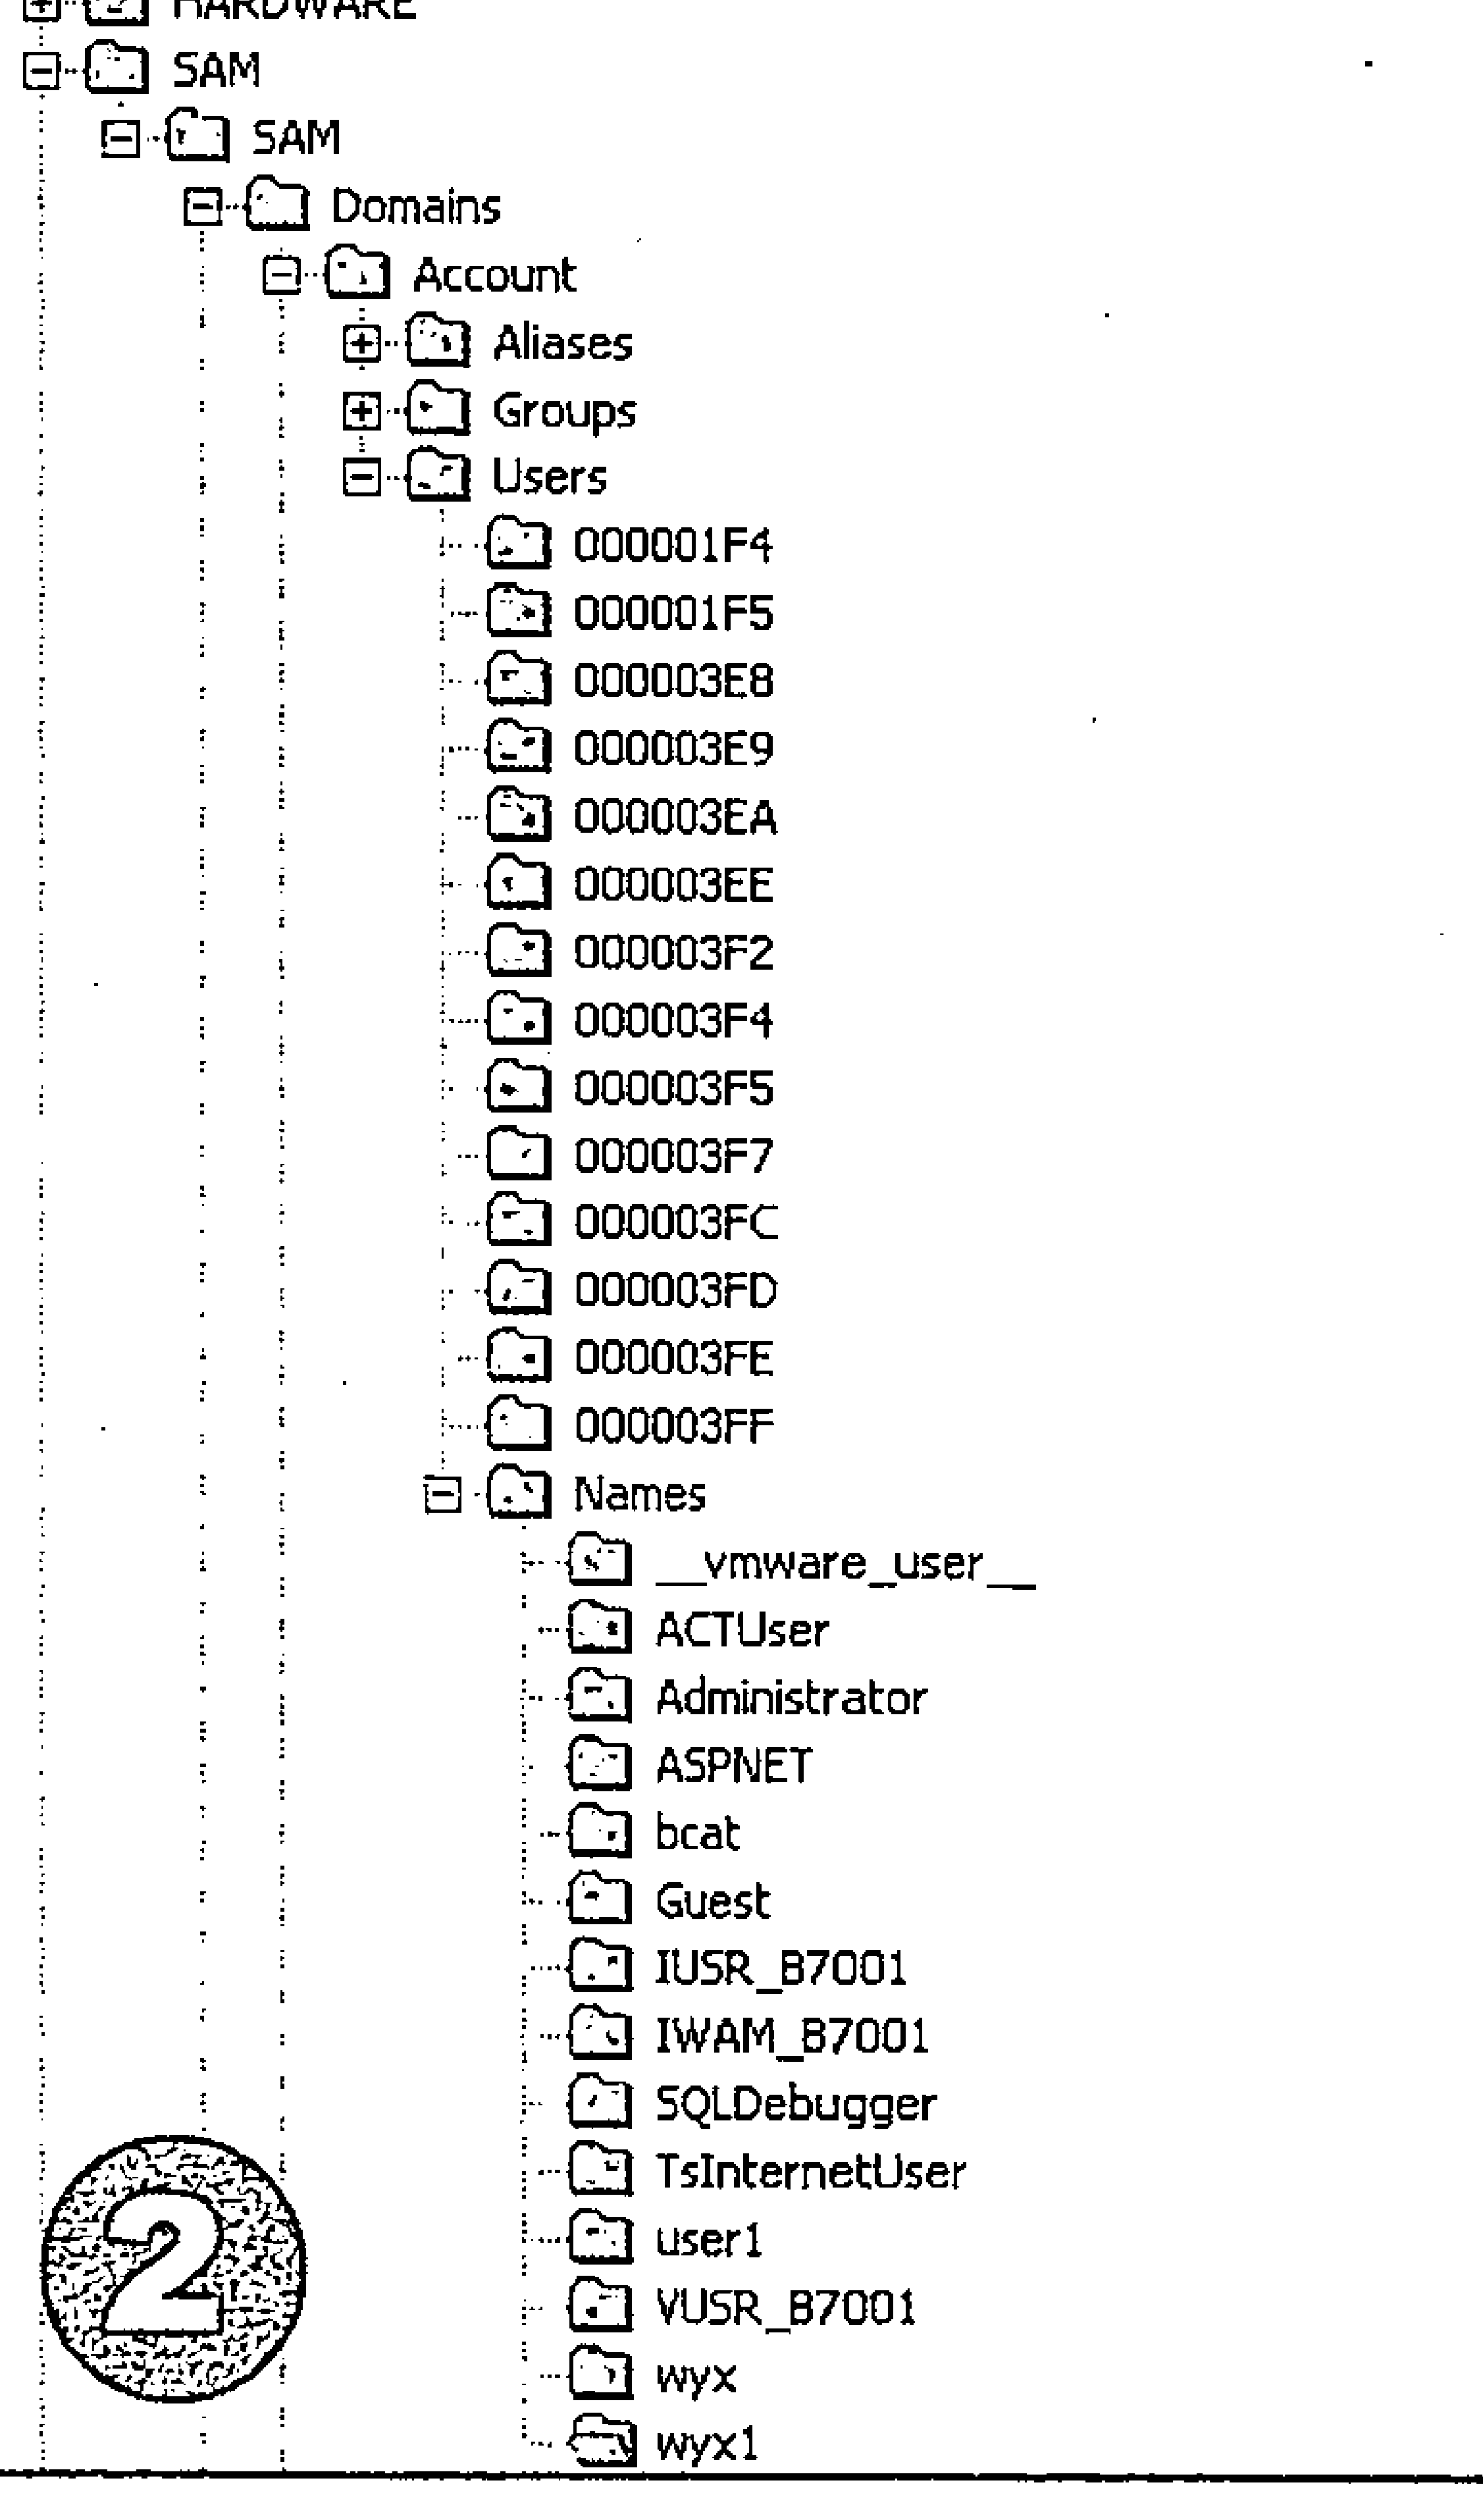 HARDWARE
SAM
SAM
Domains
Account
Aliases
Groups
Users
000001F4
000001F5
000003E8
000003E9
000003EA
000003EE
000003F2
000003F4
000003F5
000003F7
000003FC
000003FD
000003FE
000003FF
Names
__vmware_user__
ACTUser
Administrator
ASPNET
bcat
Guest
IUSR_B7001
IWAM_B7001
SQLDebugger
TsInternetUser
user1
VUSR_B7001
wyx
wyx1
2